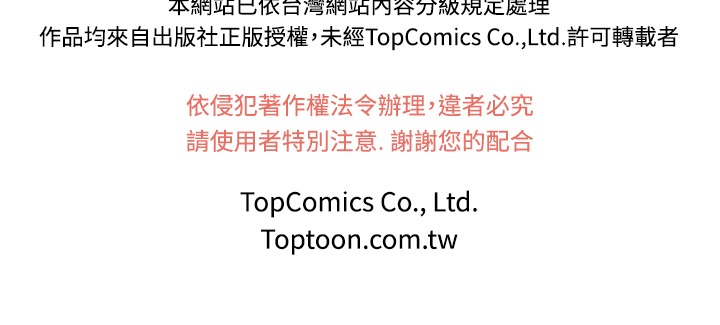 本網站已依台灣網站內容分級規定處理
作品均來自出版社正版授權，未經TopComics Co.,Ltd.許可轉載者
依侵犯著作權法令辦理，違者必究
請使用者特別注意. 謝謝您的配合
TopComics Co., Ltd.
Toptoon.com.tw